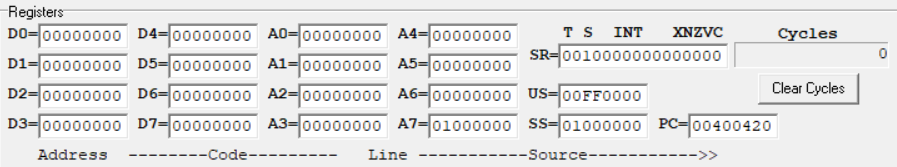 Registers
D0= 00000000 D4= 00000000 A0= 00000000 A4= 00000000 T S INT XNZVC Cycles
D1= 00000000 D5= 00000000 A1= 00000000 A5= 00000000 SR= 0010000000000000 0
D2= 00000000 D6= 00000000 A2= 00000000 A6= 00000000 US= 00FF0000 Clear Cycles
D3= 00000000 D7= 00000000 A3= 00000000 A7= 01000000 SS= 01000000 PC= 00400420
Address --------Code--------- Line -----------Source----------->>